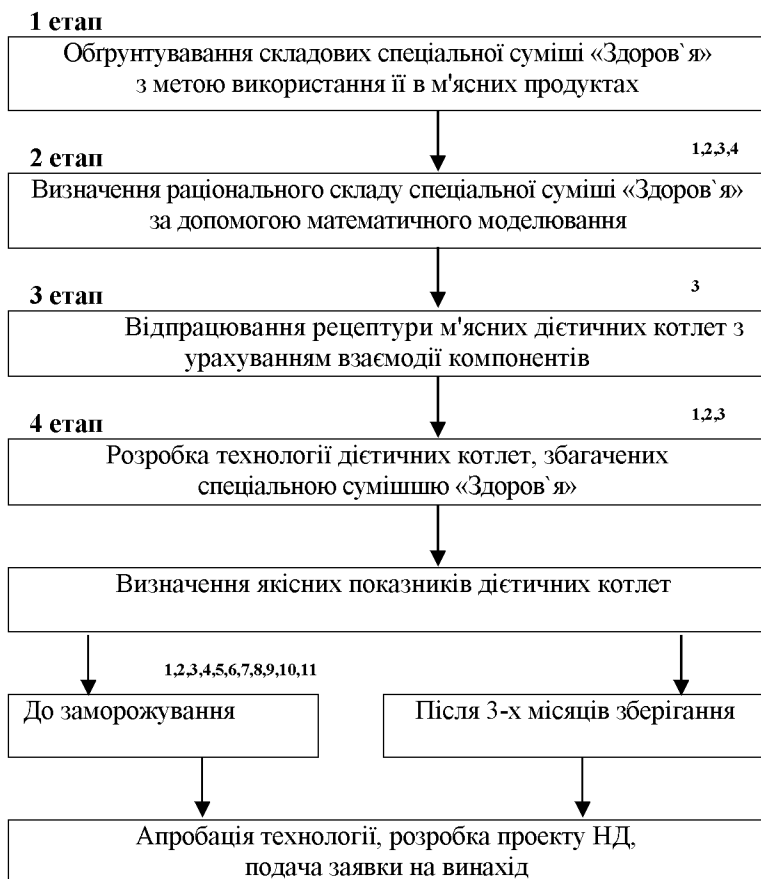 1 етап
Обґрунтувавання складових спеціальної суміші «Здоров`я»
з метою використання її в м'ясних продуктах
1,2,3,4
2 етап
Визначення раціонального складу спеціальної суміші «Здоров`я»
за допомогою математичного моделювання
3
3 етап
Відпрацювання рецептури м'ясних дієтичних котлет з
урахуванням взаємодії компонентів
1,2,3
4 етап
Розробка технології дієтичних котлет, збагачених
спеціальною сумішшю «Здоров`я»
Визначення якісних показників дієтичних котлет
1,2,3,4,5,6,7,8,9,10,11
До заморожування
Після 3-х місяців зберігання
Апробація технології, розробка проекту НД,
подача заявки на винахід